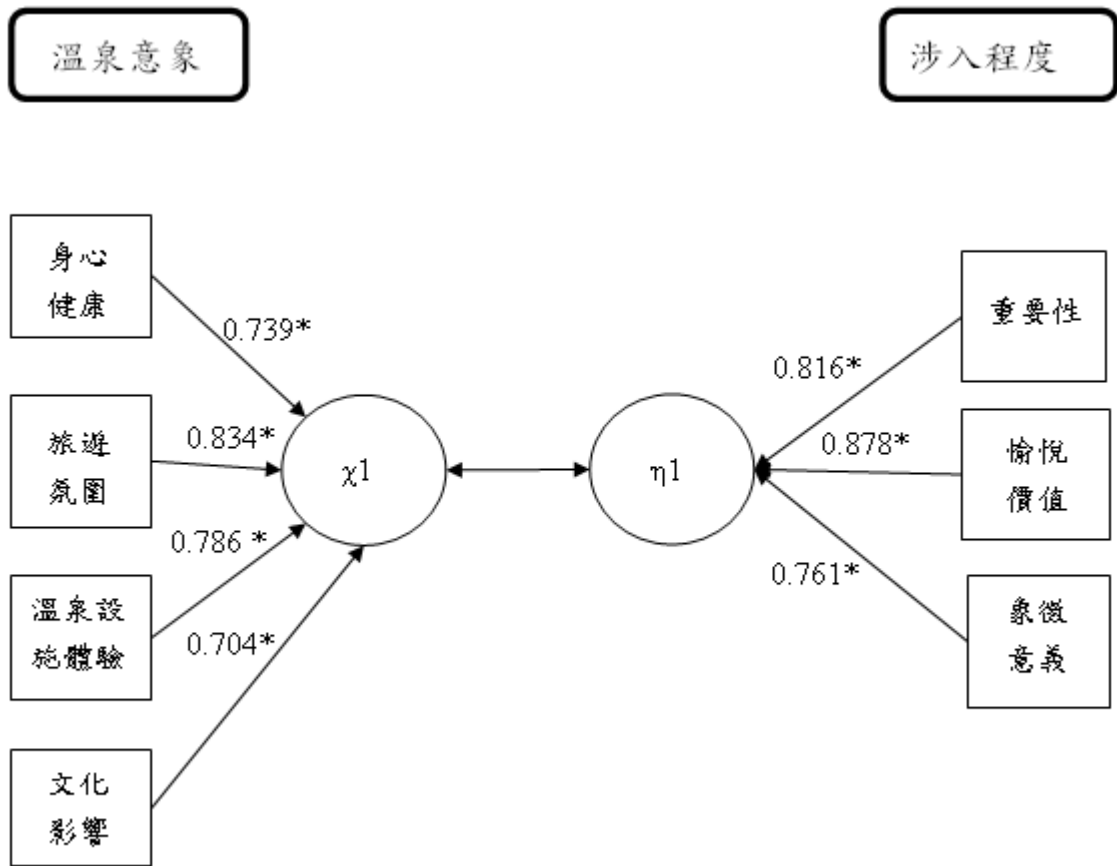 溫泉意象
涉入程度
身心
健康
0.739*
重要性
0.816*
旅遊
氛圍
0.834*
χ1
η1
0.878*
愉悅
價值
0.786 *
0.761*
溫泉設
施體驗
0.704*
象徵
意義
文化
影響